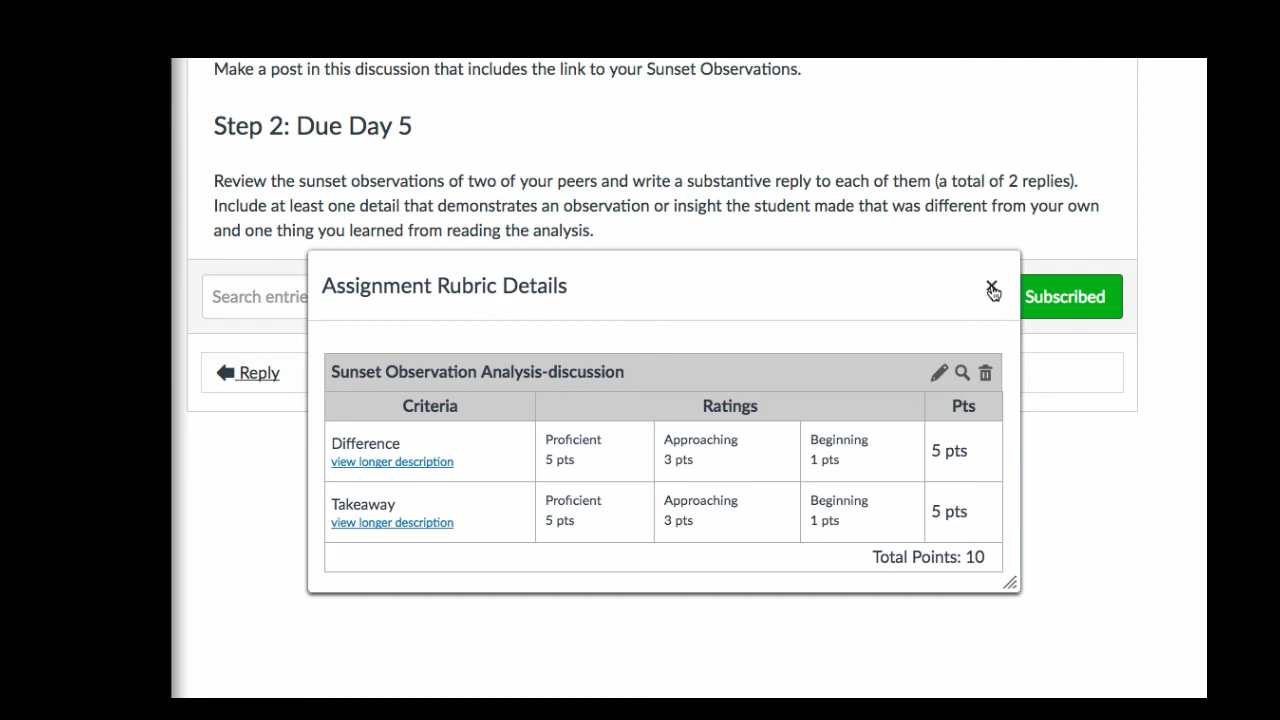 Make a post in this discussion that includes the link to your Sunset Observations.
Step 2: Due Day 5
Review the sunset observations of two of your peers and write a substantive reply to each of them (a total of 2 replies).
Include at least one detail that demonstrates an observation or insight the student made that was different from your own
and one thing you learned from reading the analysis.
Assignment Rubric Details
Search entrie
Subscribed
Reply
Sunset Observation Analysis-discussion
Criteria Ratings Pts
Difference
view longer description
Proficient
5 pts
Approaching
3 pts
Beginning
1 pts
5 pts
Takeaway
view longer description
Proficient
5 pts
Approaching
3 pts
Beginning
1 pts
5 pts
Total Points: 10